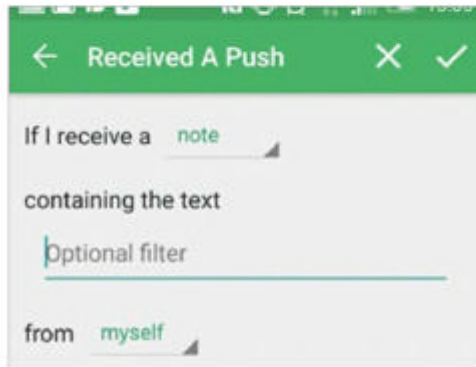 Received A Push
If I receive a note
containing the text
Optional filter
from myself